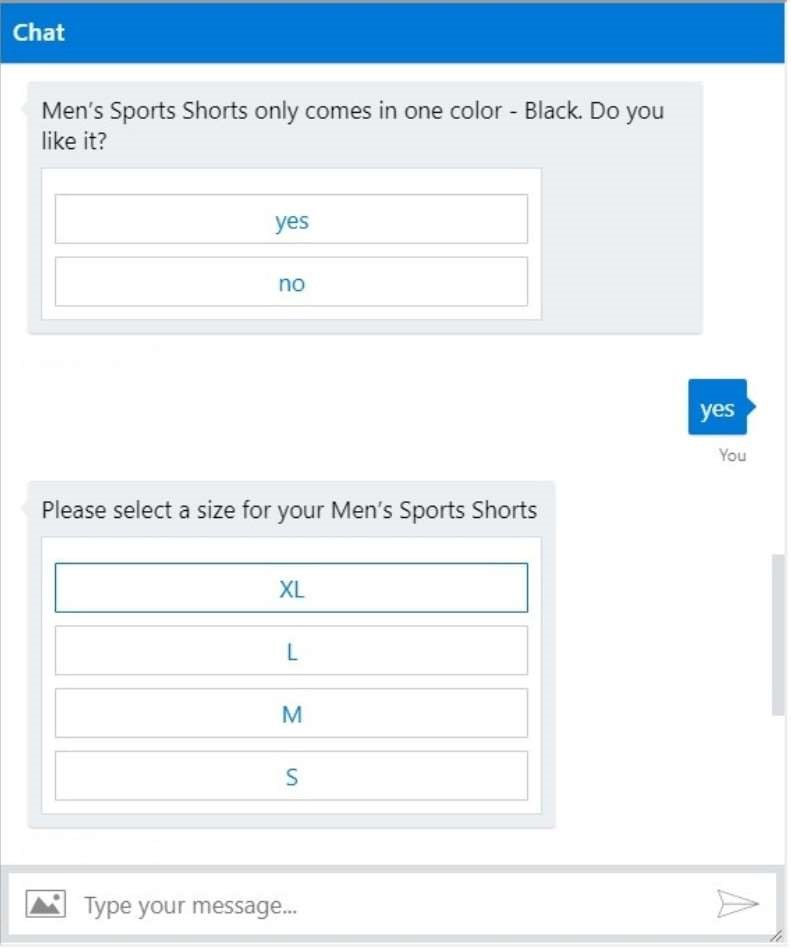 Chat
Men's Sports Shorts only comes in one color - Black. Do you
like it?
yes
no
yes
You
Please select a size for your Men's Sports Shorts
XL
L
M
S
Type your message...